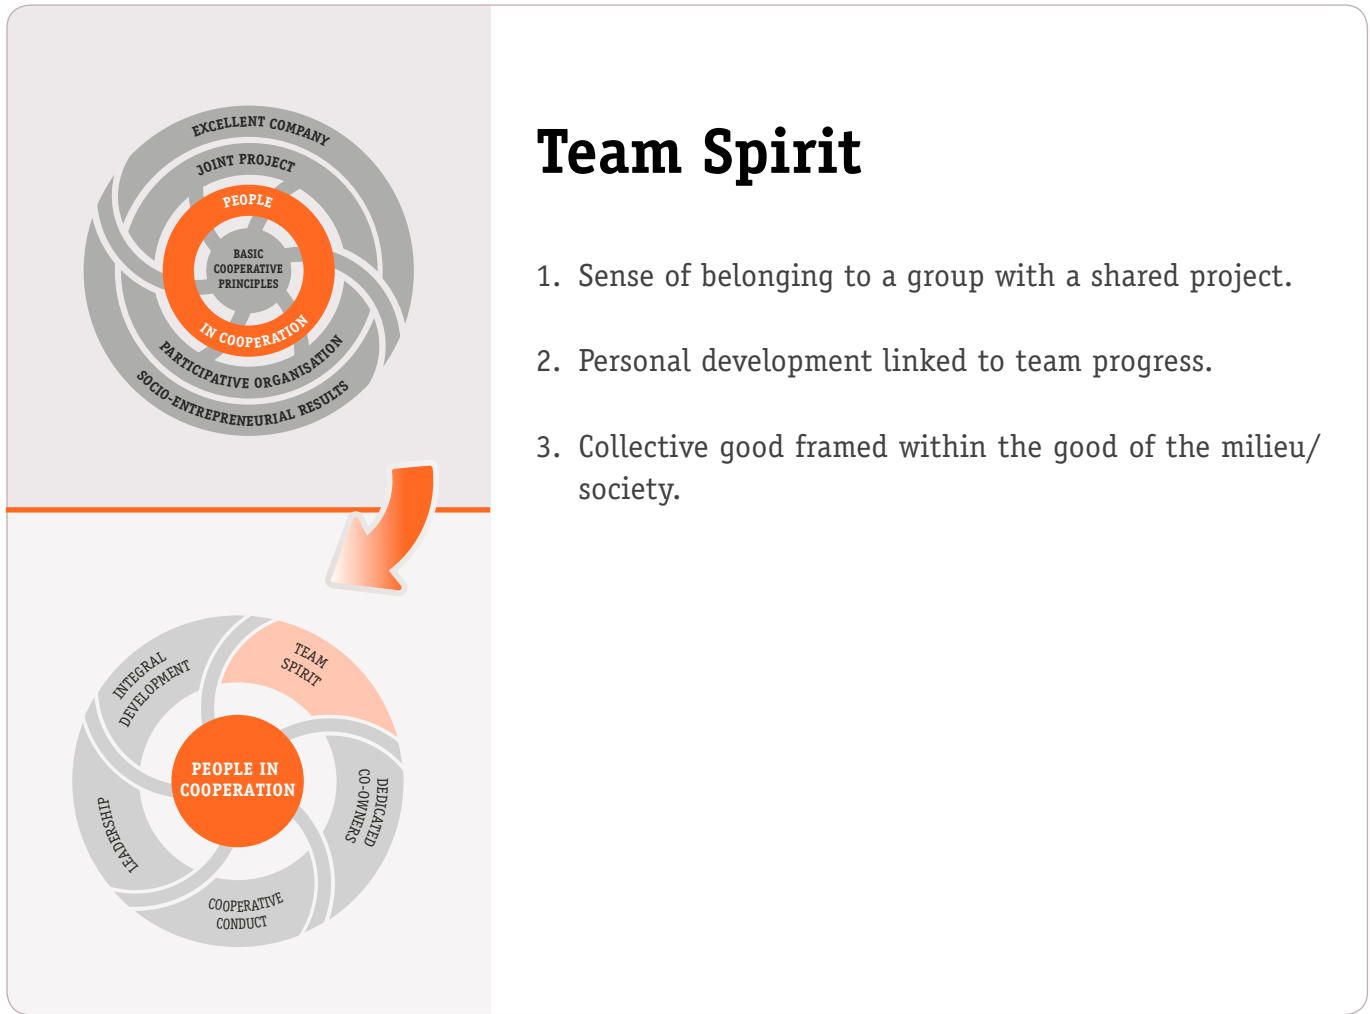 EXCELLENT COMPANY
JOINT PROJECT
PEOPLE
BASIC
COOPERATIVE
PRINCIPLES
IN COOPERATION
PARTICIPATIVE ORGANISATION
SOCIO-ENTREPRENEURIAL RESULTS
TEAM
SPIRIT
INTEGRAL
DEVELOPMENT
PEOPLE IN
COOPERATION
DEDICATED
CO-OWNERS
LEADERSHIP
COOPERATIVE
CONDUCT
Team Spirit
1. Sense of belonging to a group with a shared project.
2. Personal development linked to team progress.
3. Collective good framed within the good of the milieu/
society.